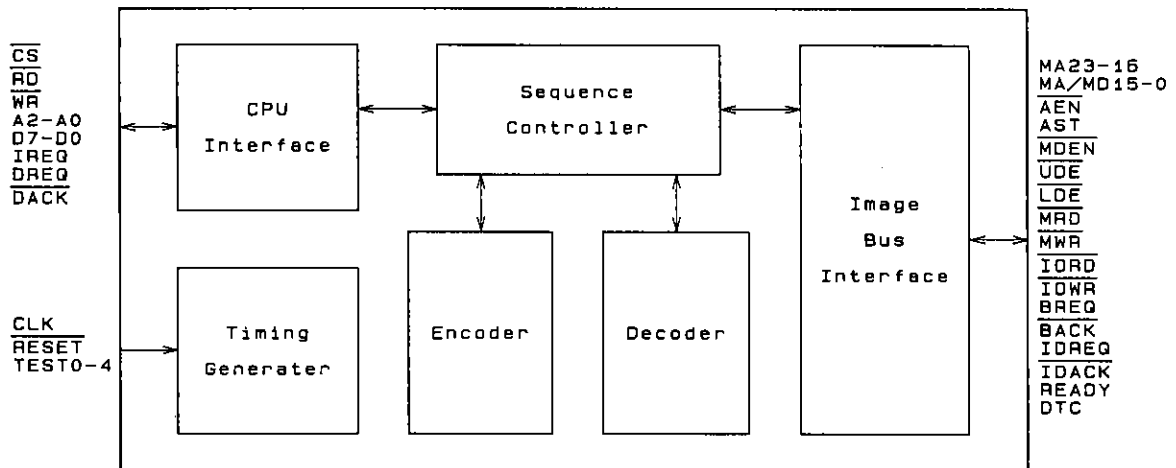 CS
RD
WR
A2-A0
D7-D0
IREQ
DREQ
DACK
CLK
RESET
TEST0-4
CPU
Interface
Timing
Generater
Sequence
Controller
Encoder
Decoder
Image
Bus
Interface
MA23-16
MA/MD15-0
AEN
AST
MDEN
UDE
LDE
MRD
MWR
IORD
IOWR
BREQ
BACK
IDREQ
IDACK
READY
DTC